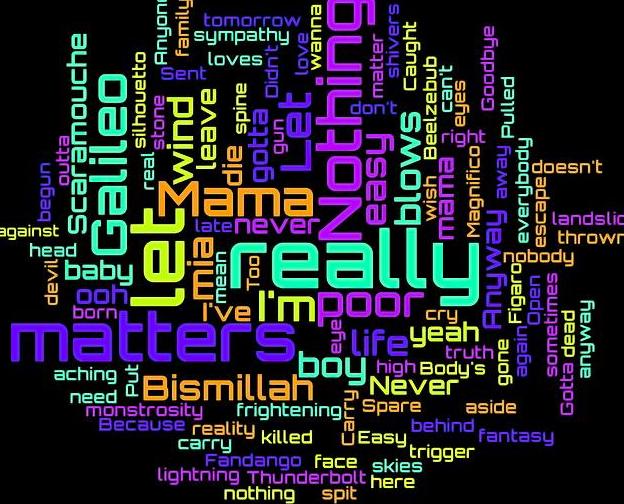 Anyone
family
tomorrow
sympathy
loves
Sent
Didn't
love
wanna
Nothing
matter
shivers
Caught
Goodbye
Scaramouche
Galileo
silhouetto
stone
real
wind
leave
spine
gotta
gun
Let
don't
easy
blows
Beelzebub
can't
eyes
Pulled
right
outta
begun
die
Mama
late
never
wish
mama
Magnifico
away
everybody
escape
doesn't
landslid
thrown
against
head
devil
baby
let
mia
mean
Too
really
Anyway
nobody
Figaro
Open
ooh
born
i've
I'm
poor
cry
matters
eye
life
yeah
truth
gone
again
sometimes
dead
anyway
Gotta
boy
high
Body's
aching
Put
need
Bismillah
Never
monstrosity
frightening
Carry
Spare
aside
Because
reality
carry
killed
Easy
behind
fantasy
trigger
Fandango
face
skies
lightning
Thunderbolt
here
nothing
spit